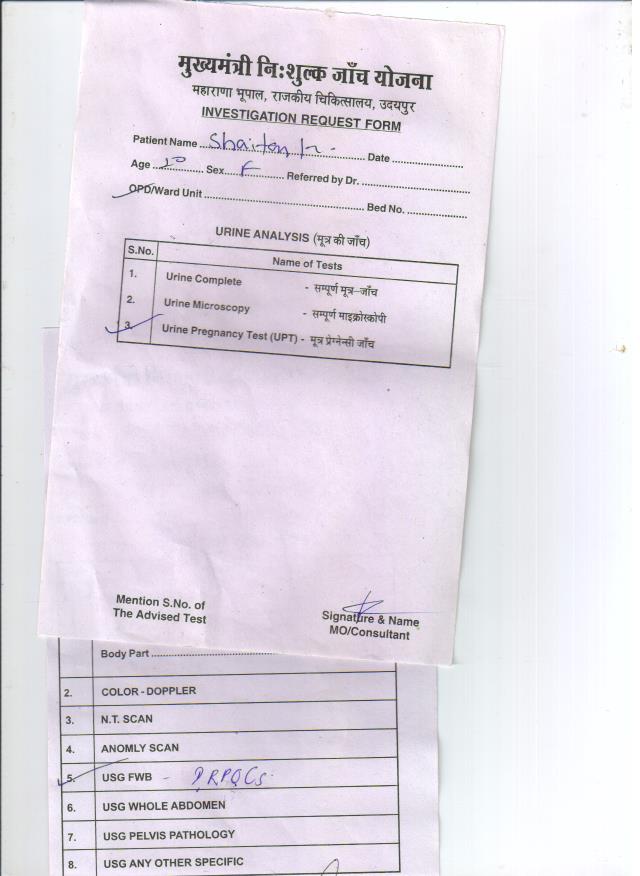 मुख्यमंत्री निःशुल्क जाँच योजना
महाराणा भूपाल, राजकीय चिकित्सालय, उदयपुर
INVESTIGATION REQUEST FORM
Patient Name ........ Date ........
Age ........ Sex F ........ Referred by Dr. ........
OPD/Ward Unit ........ Bed No. ........
URINE ANALYSIS (मूत्र की जाँच)
S.No. Name of Tests
1. Urine Complete - सम्पूर्ण मूत्र-जाँच
2. Urine Microscopy - सम्पूर्ण माइक्रोस्कोपी
3. Urine Pregnancy Test (UPT) - मूत्र प्रेग्नेन्सी जाँच
Mention S.No. of
The Advised Test
Signature & Name
MO/Consultant
Body Part ........
2. COLOR - DOPPLER
3. N.T. SCAN
4. ANOMLY SCAN
5. USG FWB -
6. USG WHOLE ABDOMEN
7. USG PELVIS PATHOLOGY
8. USG ANY OTHER SPECIFIC